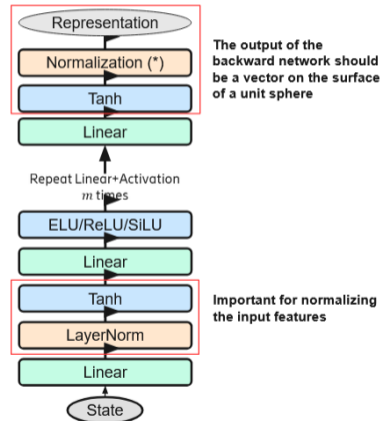 Representation
Normalization (*)
Tanh
Linear
The output of the
backward network should
be a vector on the surface
of a unit sphere
Repeat Linear+Activation
m times
ELU/ReLU/SiLU
Linear
Tanh
LayerNorm
Linear
State
Important for normalizing
the input features